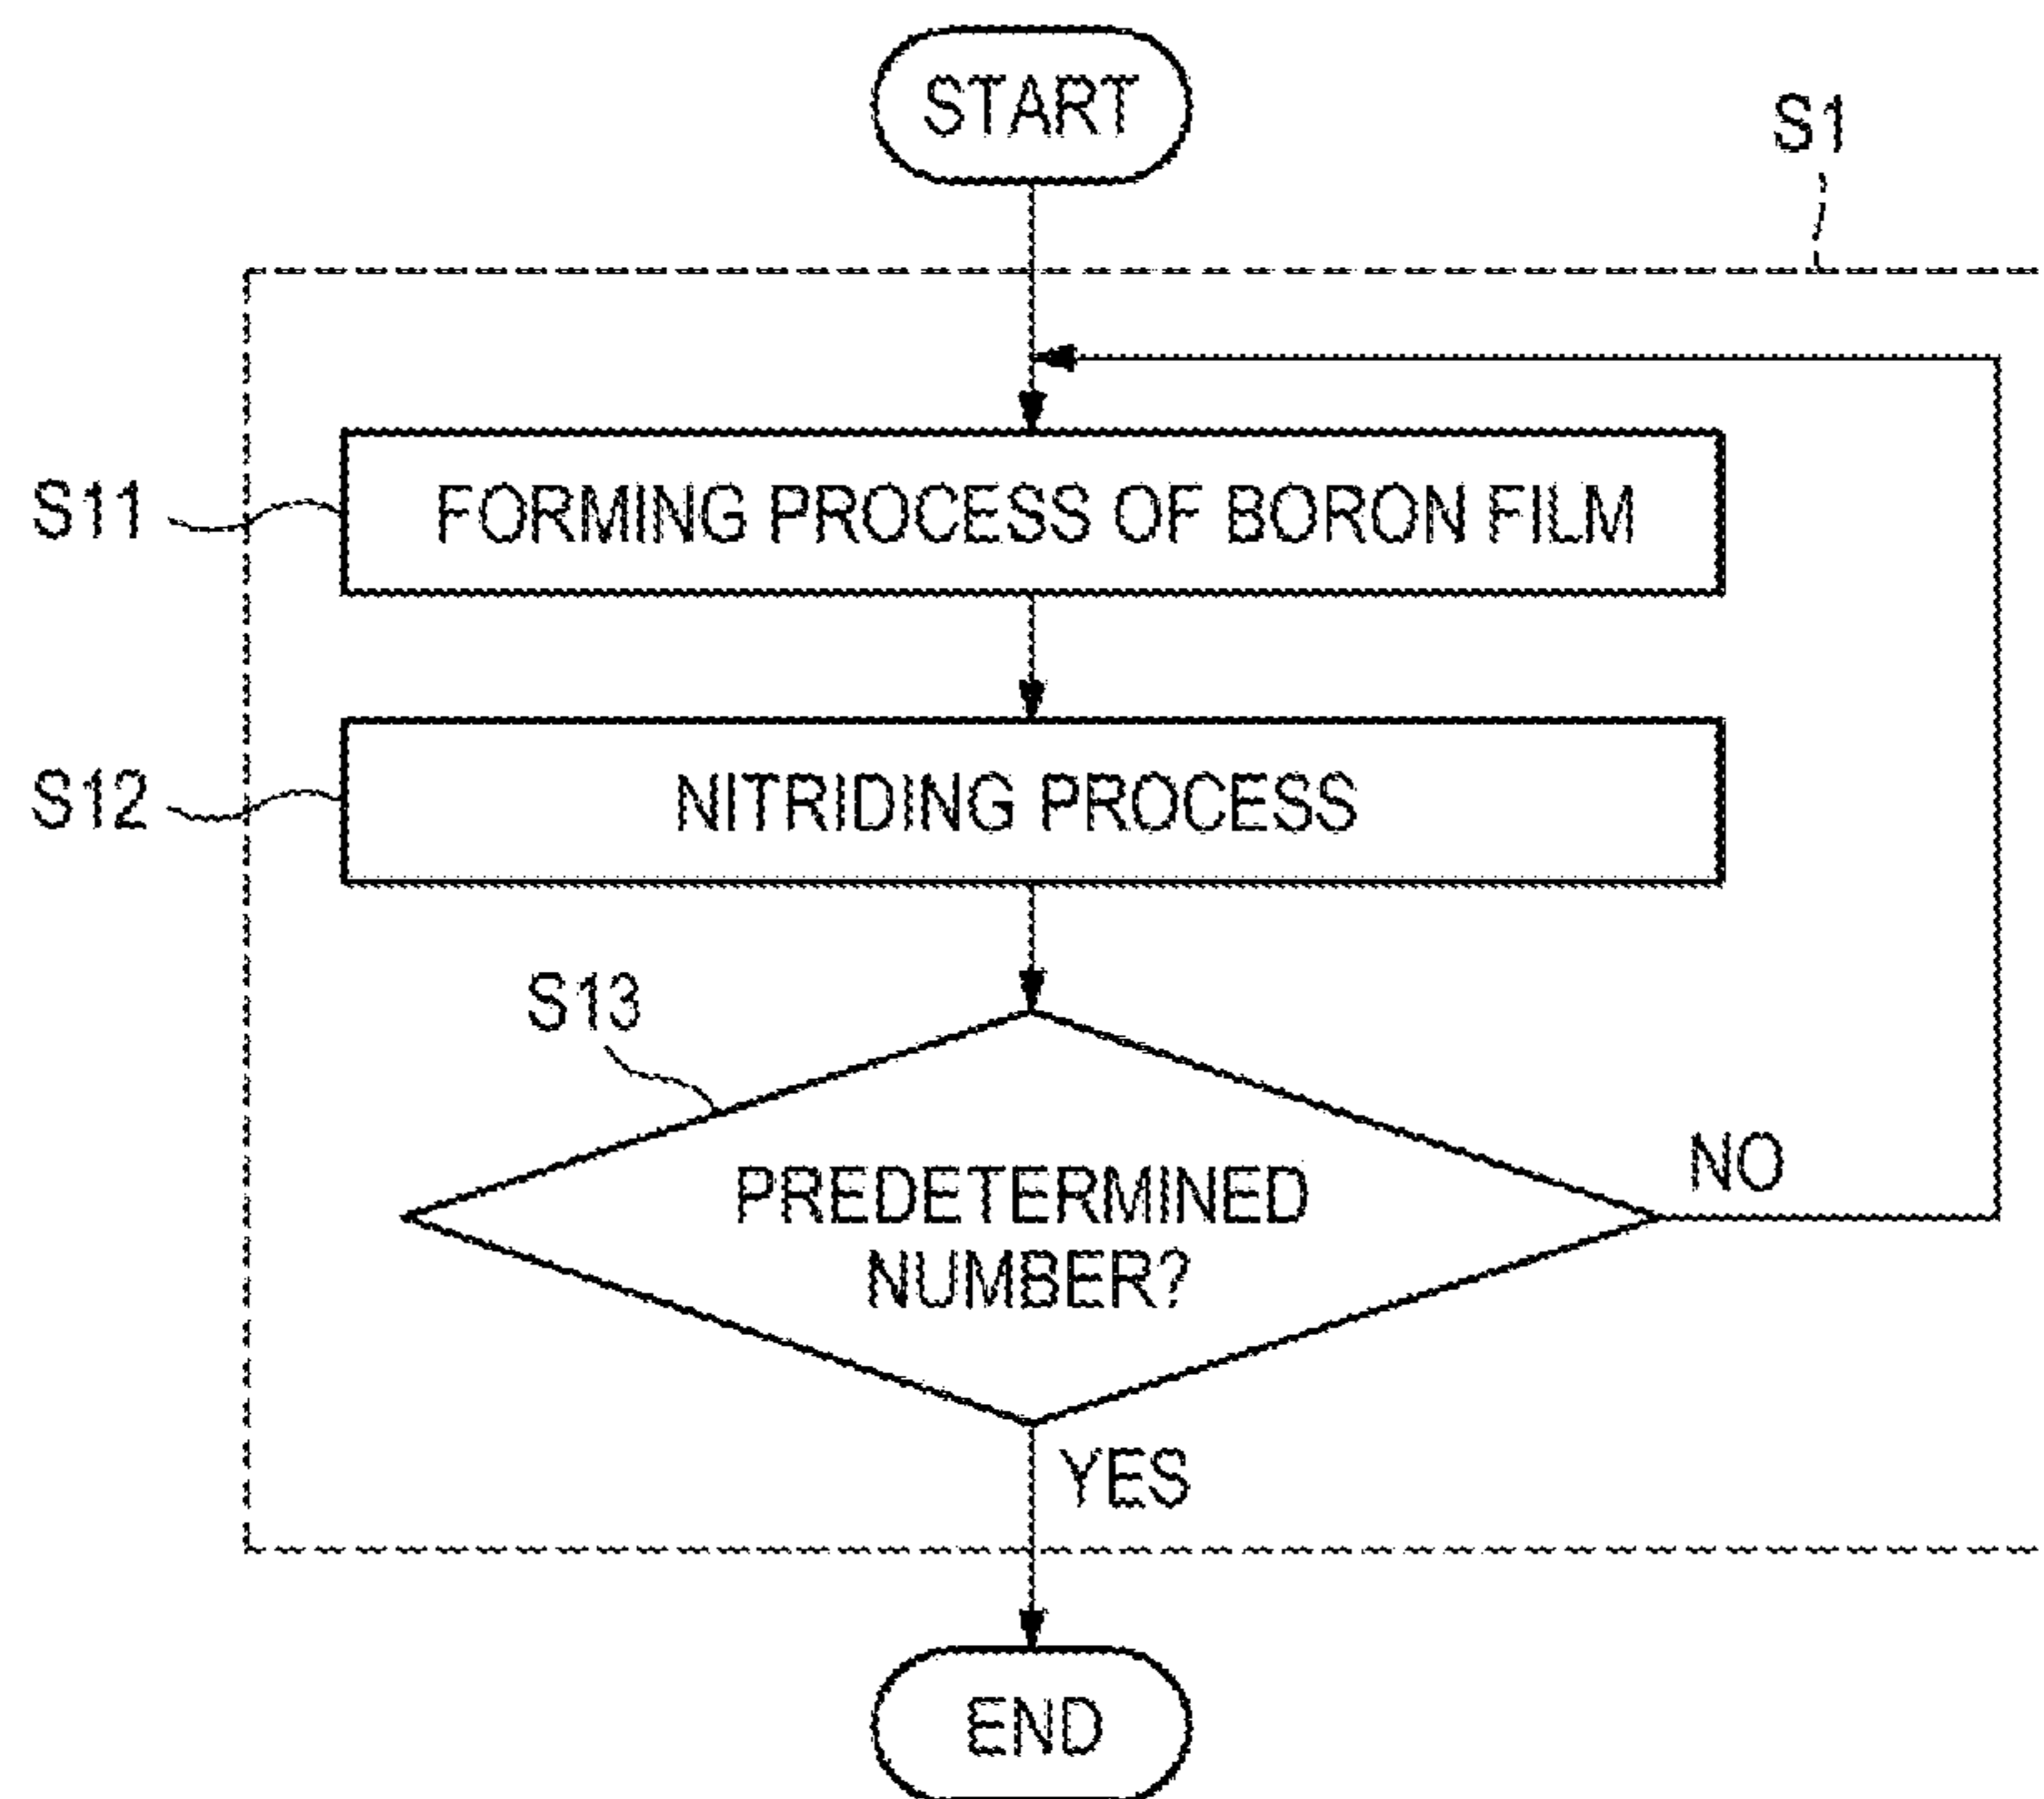 START
S1
S11
FORMING PROCESS OF BORON FILM
S12
NITRIDING PROCESS
S13
PREDETERMINED
NUMBER?
NO
YES
END